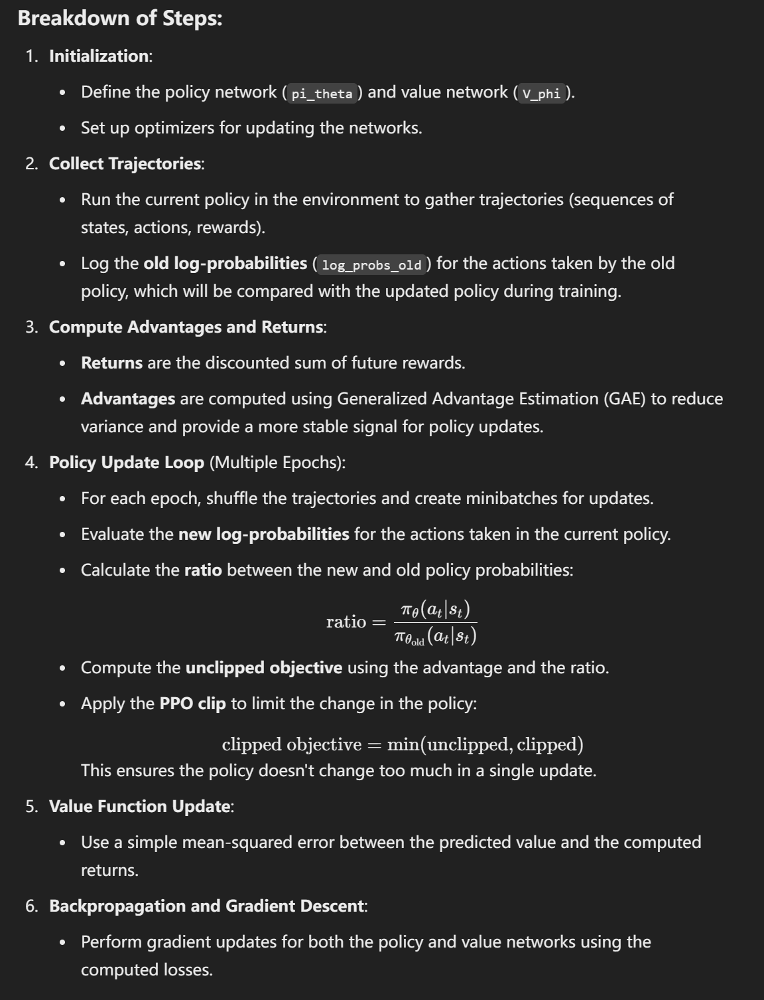 Breakdown of Steps:
1. Initialization:
• Define the policy network (pi_theta) and value network (V_phi).
• Set up optimizers for updating the networks.
2. Collect Trajectories:
• Run the current policy in the environment to gather trajectories (sequences of
states, actions, rewards).
• Log the old log-probabilities (log_probs_old) for the actions taken by the old
policy, which will be compared with the updated policy during training.
3. Compute Advantages and Returns:
• Returns are the discounted sum of future rewards.
• Advantages are computed using Generalized Advantage Estimation (GAE) to reduce
variance and provide a more stable signal for policy updates.
4. Policy Update Loop (Multiple Epochs):
• For each epoch, shuffle the trajectories and create minibatches for updates.
• Evaluate the new log-probabilities for the actions taken in the current policy.
• Calculate the ratio between the new and old policy probabilities:
ratio = π_θ(a_t|s_t) / π_θ_old(a_t|s_t)
• Compute the unclipped objective using the advantage and the ratio.
• Apply the PPO clip to limit the change in the policy:
clipped objective = min(unclipped, clipped)
This ensures the policy doesn't change too much in a single update.
5. Value Function Update:
• Use a simple mean-squared error between the predicted value and the computed
returns.
6. Backpropagation and Gradient Descent:
• Perform gradient updates for both the policy and value networks using the
computed losses.